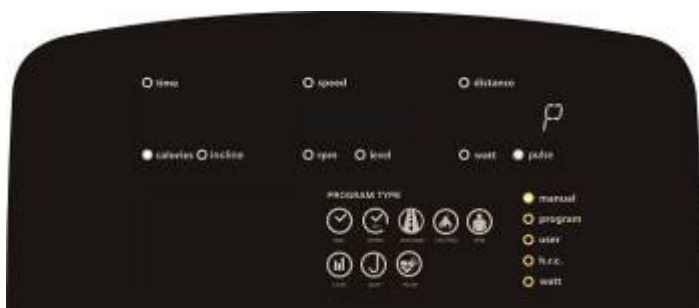 time speed distance
P
calories incline rpm level watt pulse
PROGRAM TYPE
manual
program
user
h.r.c.
watt